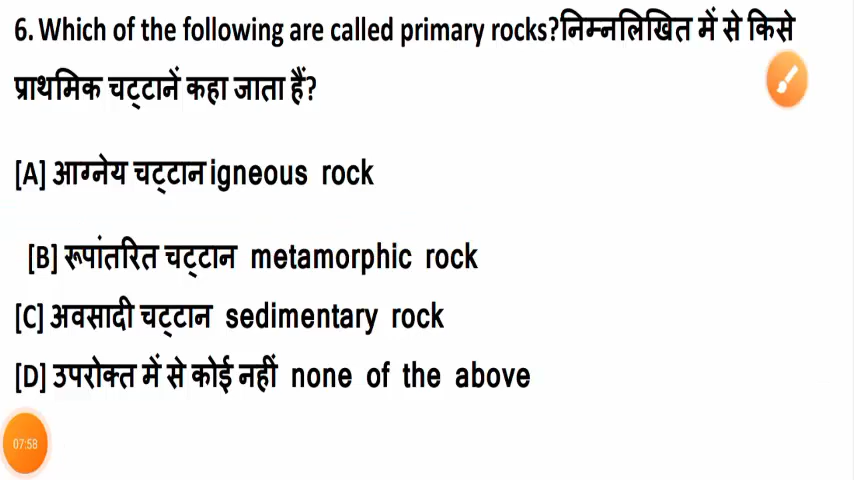 6. Which of the following are called primary rocks?निम्नलिखित में से किसे
प्राथमिक चट्टानें कहा जाता हैं?
[A] आग्नेय चट्टान igneous rock
[B] रूपांतरित चट्टान metamorphic rock
[C] अवसादी चट्टान sedimentary rock
[D] उपरोक्त में से कोई नहीं none of the above
07:58